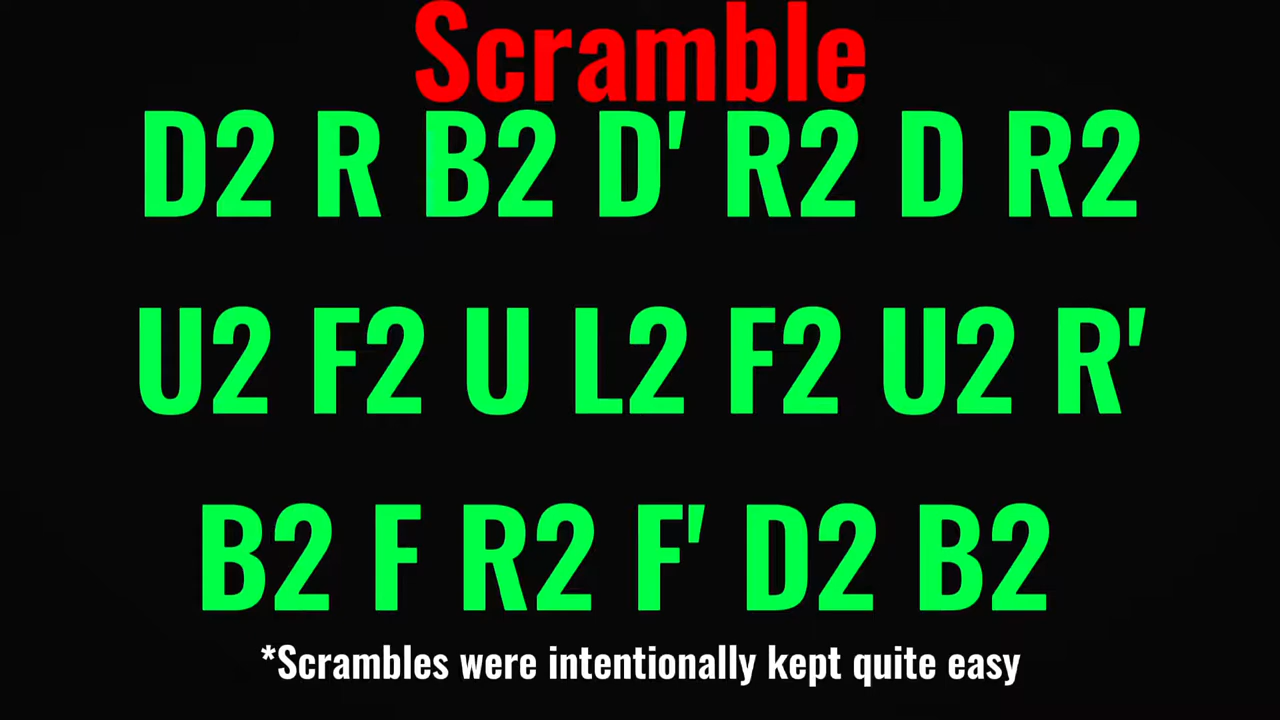 Scramble
D2 R B2 D' R2 D R2
U2 F2 U L2 F2 U2 R'
B2 F R2 F' D2 B2
*Scrambles were intentionally kept quite easy